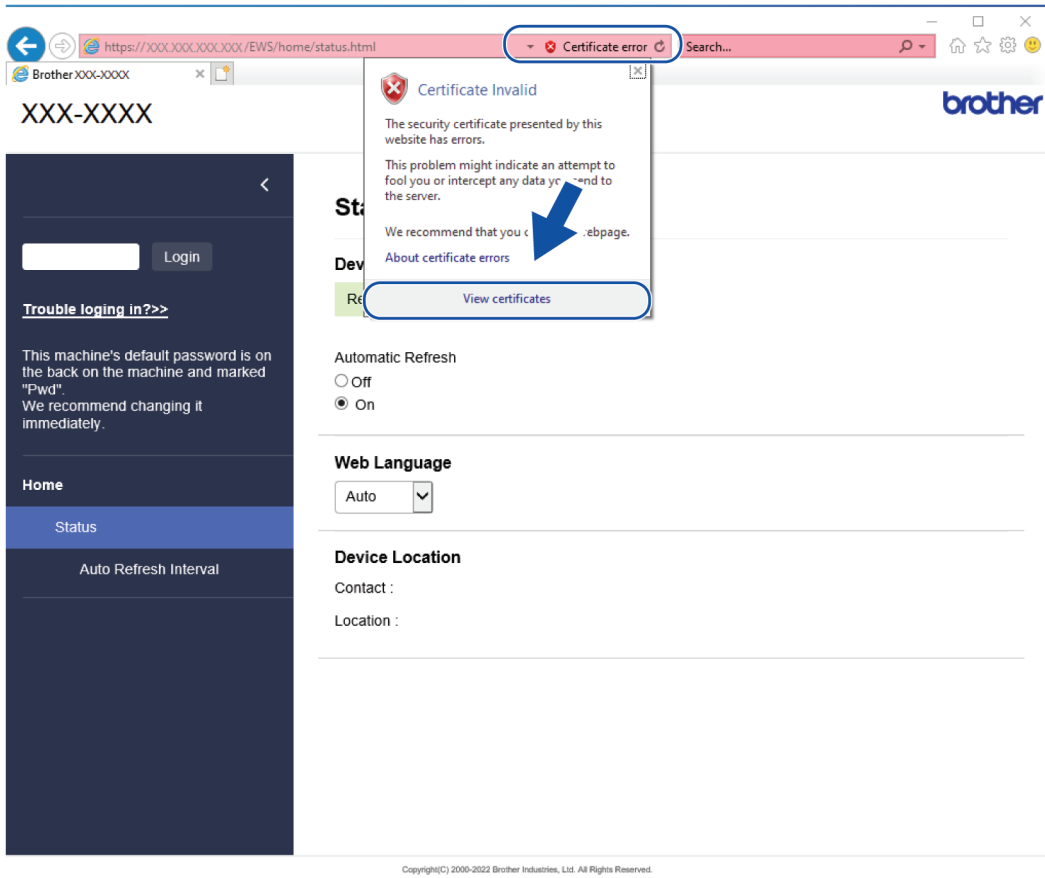 https://XXX.XXX.XXX.XXX/EWS/home/status.html
Certificate error
Search...
Brother XXX-XXXX
XXX-XXXX
brother
Certificate Invalid
The security certificate presented by this
website has errors.
This problem might indicate an attempt to
fool you or intercept any data you send to
the server.
We recommend that you c ebpage.
About certificate errors
View certificates
Login
Trouble loging in?>>
This machine's default password is on
the back on the machine and marked
"Pwd".
We recommend changing it
immediately.
Home
Status
Auto Refresh Interval
Sta
Dev
Re
Automatic Refresh
Off
On
Web Language
Auto
Device Location
Contact :
Location :
Copyright(C) 2000-2022 Brother Industries, Ltd. All Rights Reserved.